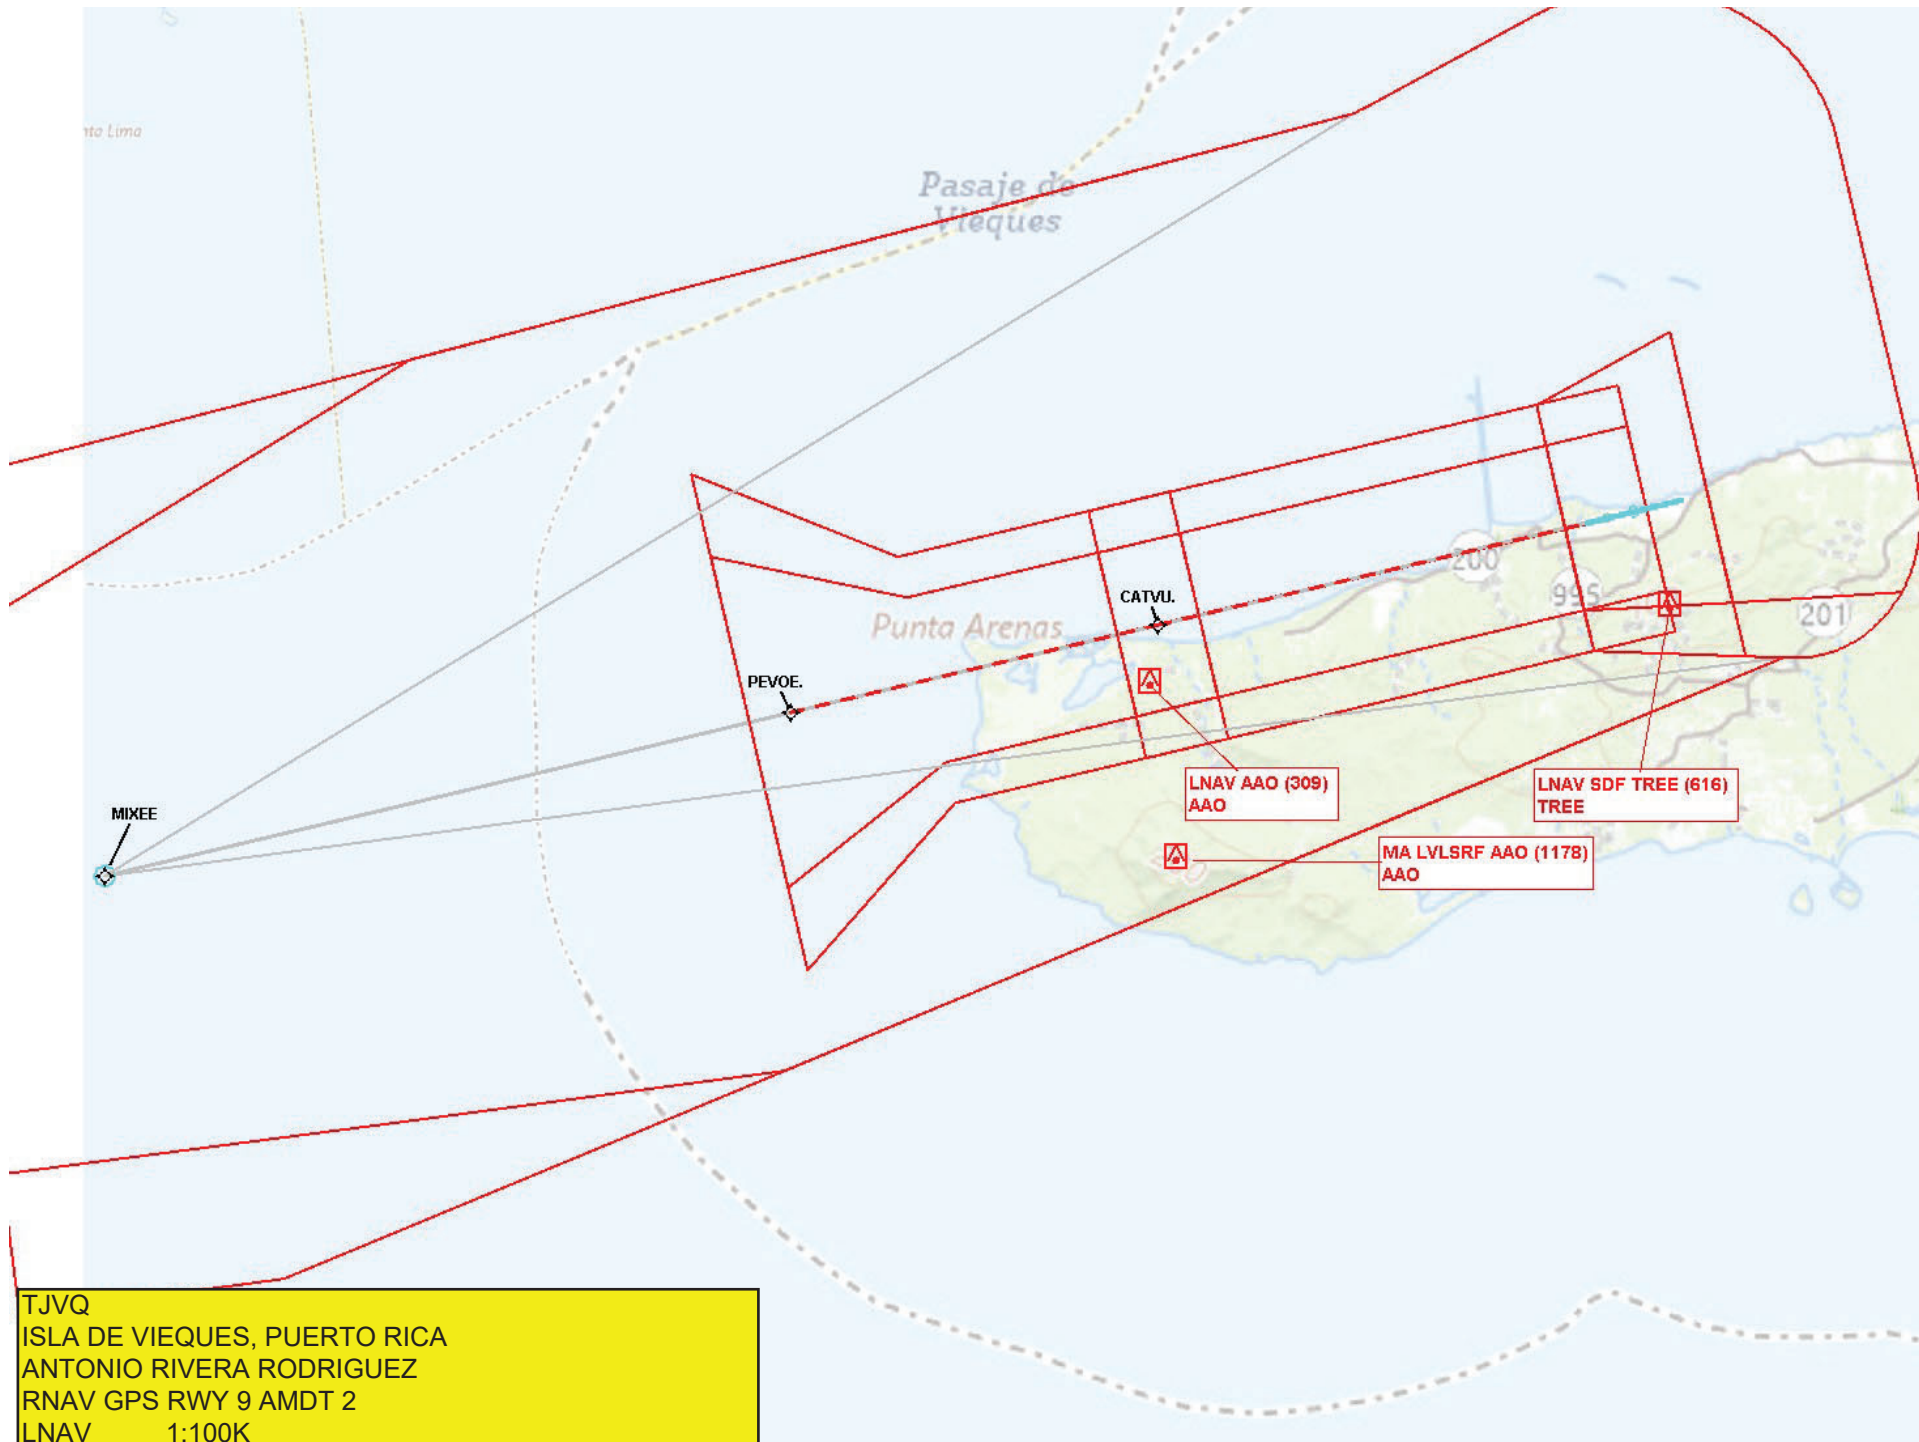 nto Lima
Pasaje de
Vieques
Punta Arenas
CATVU.
PEVOE.
MIXEE
200
995
201
LNAV AAO (309)
AAO
LNAV SDF TREE (616)
TREE
MA LVLSRF AAO (1178)
AAO
TJVQ
ISLA DE VIEQUES, PUERTO RICA
ANTONIO RIVERA RODRIGUEZ
RNAV GPS RWY 9 AMDT 2
LNAV 1:100K